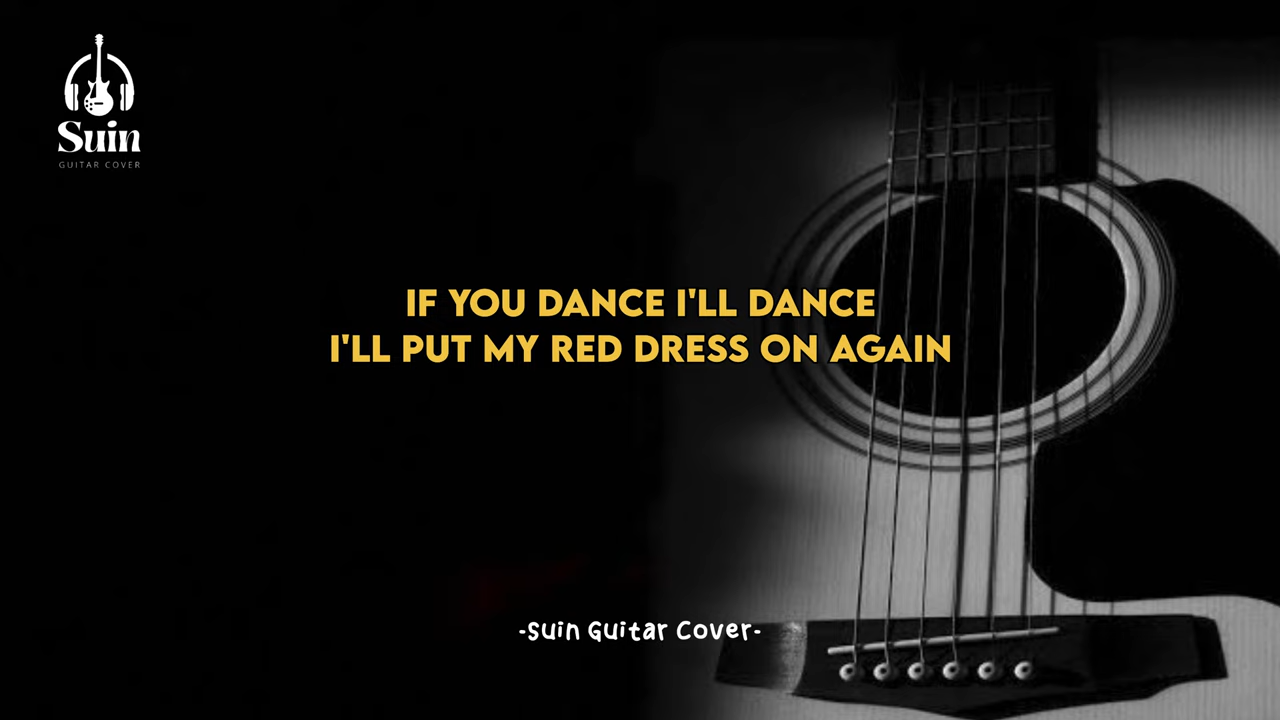 Suin
GUITAR COVER
IF YOU DANCE I'LL DANCE
I'LL PUT MY RED DRESS ON AGAIN
-Suin Guitar Cover-